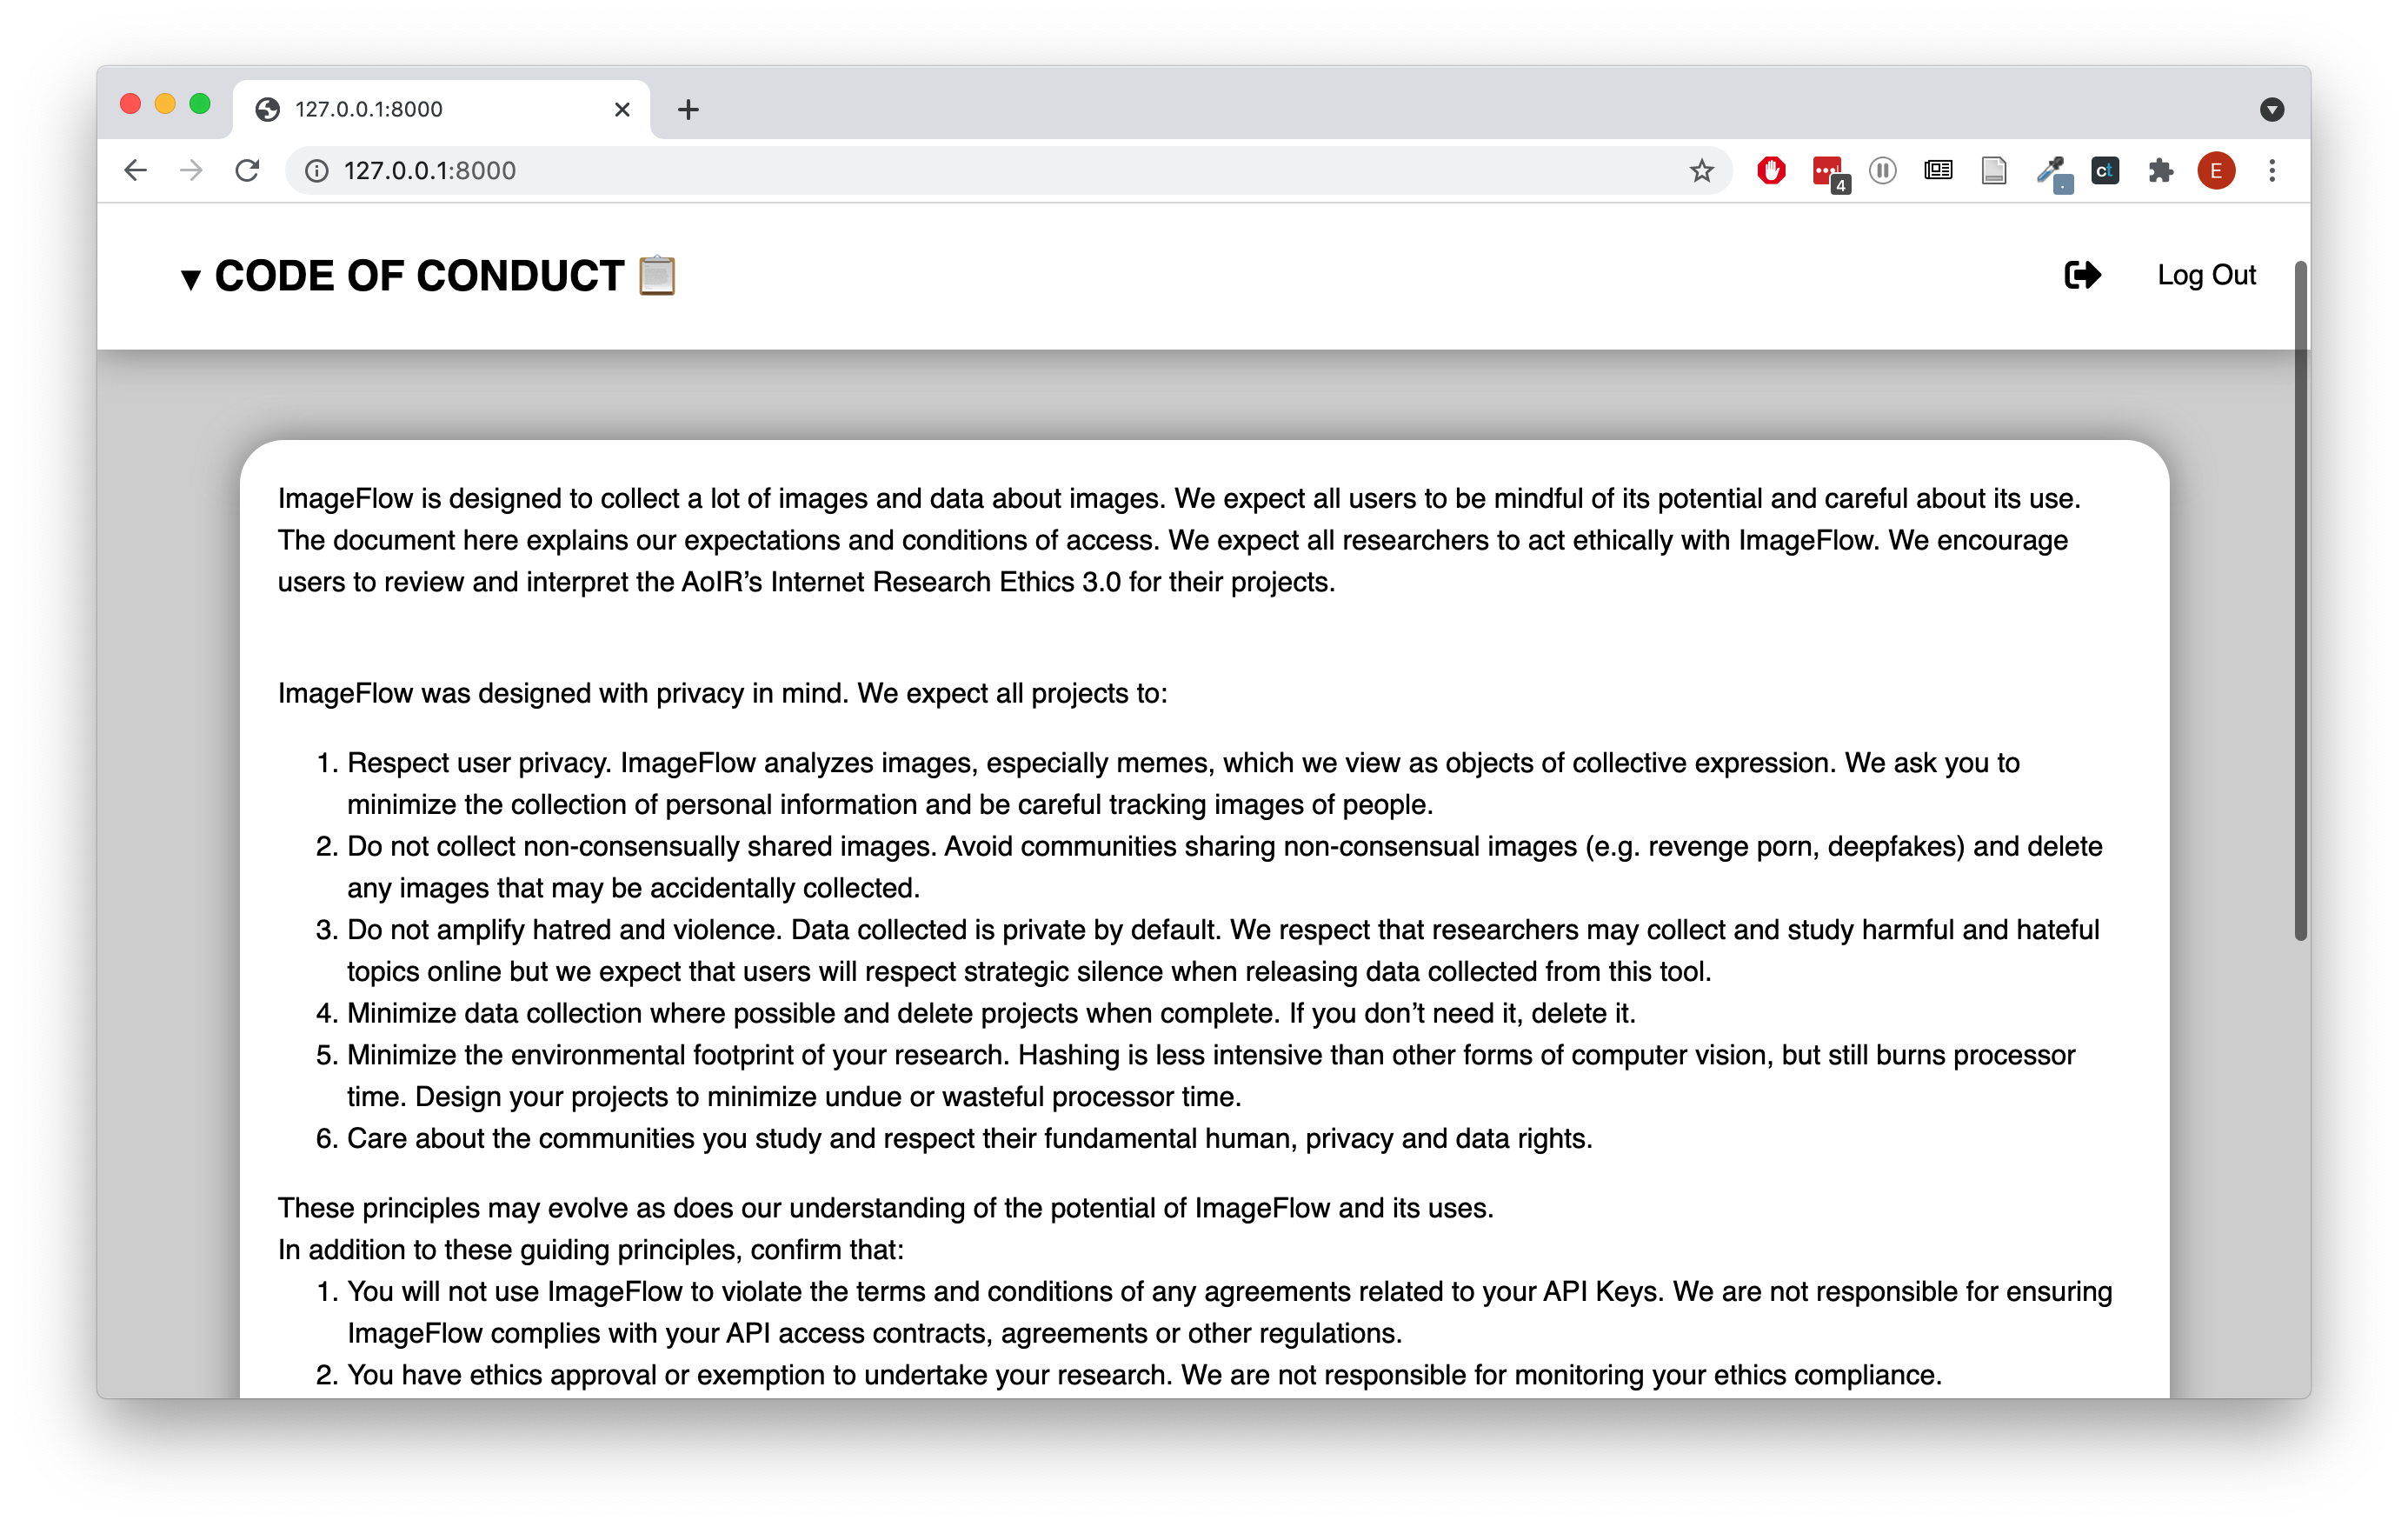 127.0.0.1:8000
127.0.0.1:8000
4
ct
E
▼ CODE OF CONDUCT 📋
Log Out
ImageFlow is designed to collect a lot of images and data about images. We expect all users to be mindful of its potential and careful about its use.
The document here explains our expectations and conditions of access. We expect all researchers to act ethically with ImageFlow. We encourage
users to review and interpret the AoIR’s Internet Research Ethics 3.0 for their projects.
ImageFlow was designed with privacy in mind. We expect all projects to:
1. Respect user privacy. ImageFlow analyzes images, especially memes, which we view as objects of collective expression. We ask you to
minimize the collection of personal information and be careful tracking images of people.
2. Do not collect non-consensually shared images. Avoid communities sharing non-consensual images (e.g. revenge porn, deepfakes) and delete
any images that may be accidentally collected.
3. Do not amplify hatred and violence. Data collected is private by default. We respect that researchers may collect and study harmful and hateful
topics online but we expect that users will respect strategic silence when releasing data collected from this tool.
4. Minimize data collection where possible and delete projects when complete. If you don’t need it, delete it.
5. Minimize the environmental footprint of your research. Hashing is less intensive than other forms of computer vision, but still burns processor
time. Design your projects to minimize undue or wasteful processor time.
6. Care about the communities you study and respect their fundamental human, privacy and data rights.
These principles may evolve as does our understanding of the potential of ImageFlow and its uses.
In addition to these guiding principles, confirm that:
1. You will not use ImageFlow to violate the terms and conditions of any agreements related to your API Keys. We are not responsible for ensuring
ImageFlow complies with your API access contracts, agreements or other regulations.
2. You have ethics approval or exemption to undertake your research. We are not responsible for monitoring your ethics compliance.